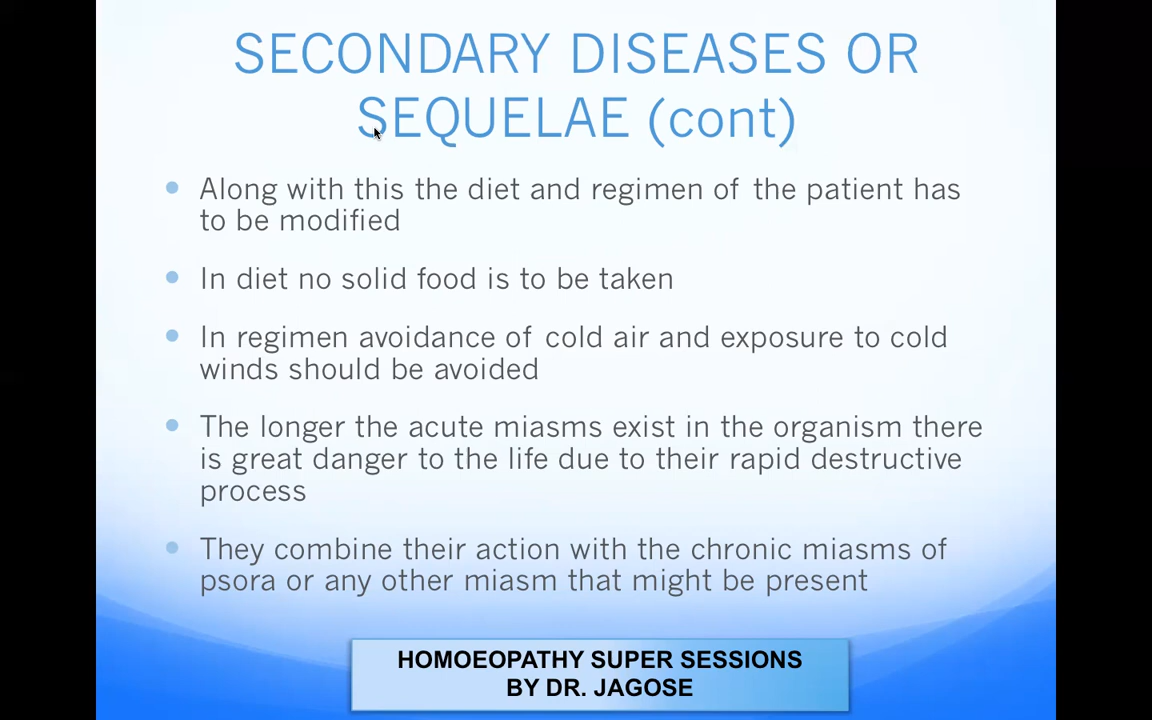 SECONDARY DISEASES OR
SEQUELAE (cont)
• Along with this the diet and regimen of the patient has
to be modified
• In diet no solid food is to be taken
• In regimen avoidance of cold air and exposure to cold
winds should be avoided
• The longer the acute miasms exist in the organism there
is great danger to the life due to their rapid destructive
process
• They combine their action with the chronic miasms of
psora or any other miasm that might be present
HOMOEOPATHY SUPER SESSIONS
BY DR. JAGOSE